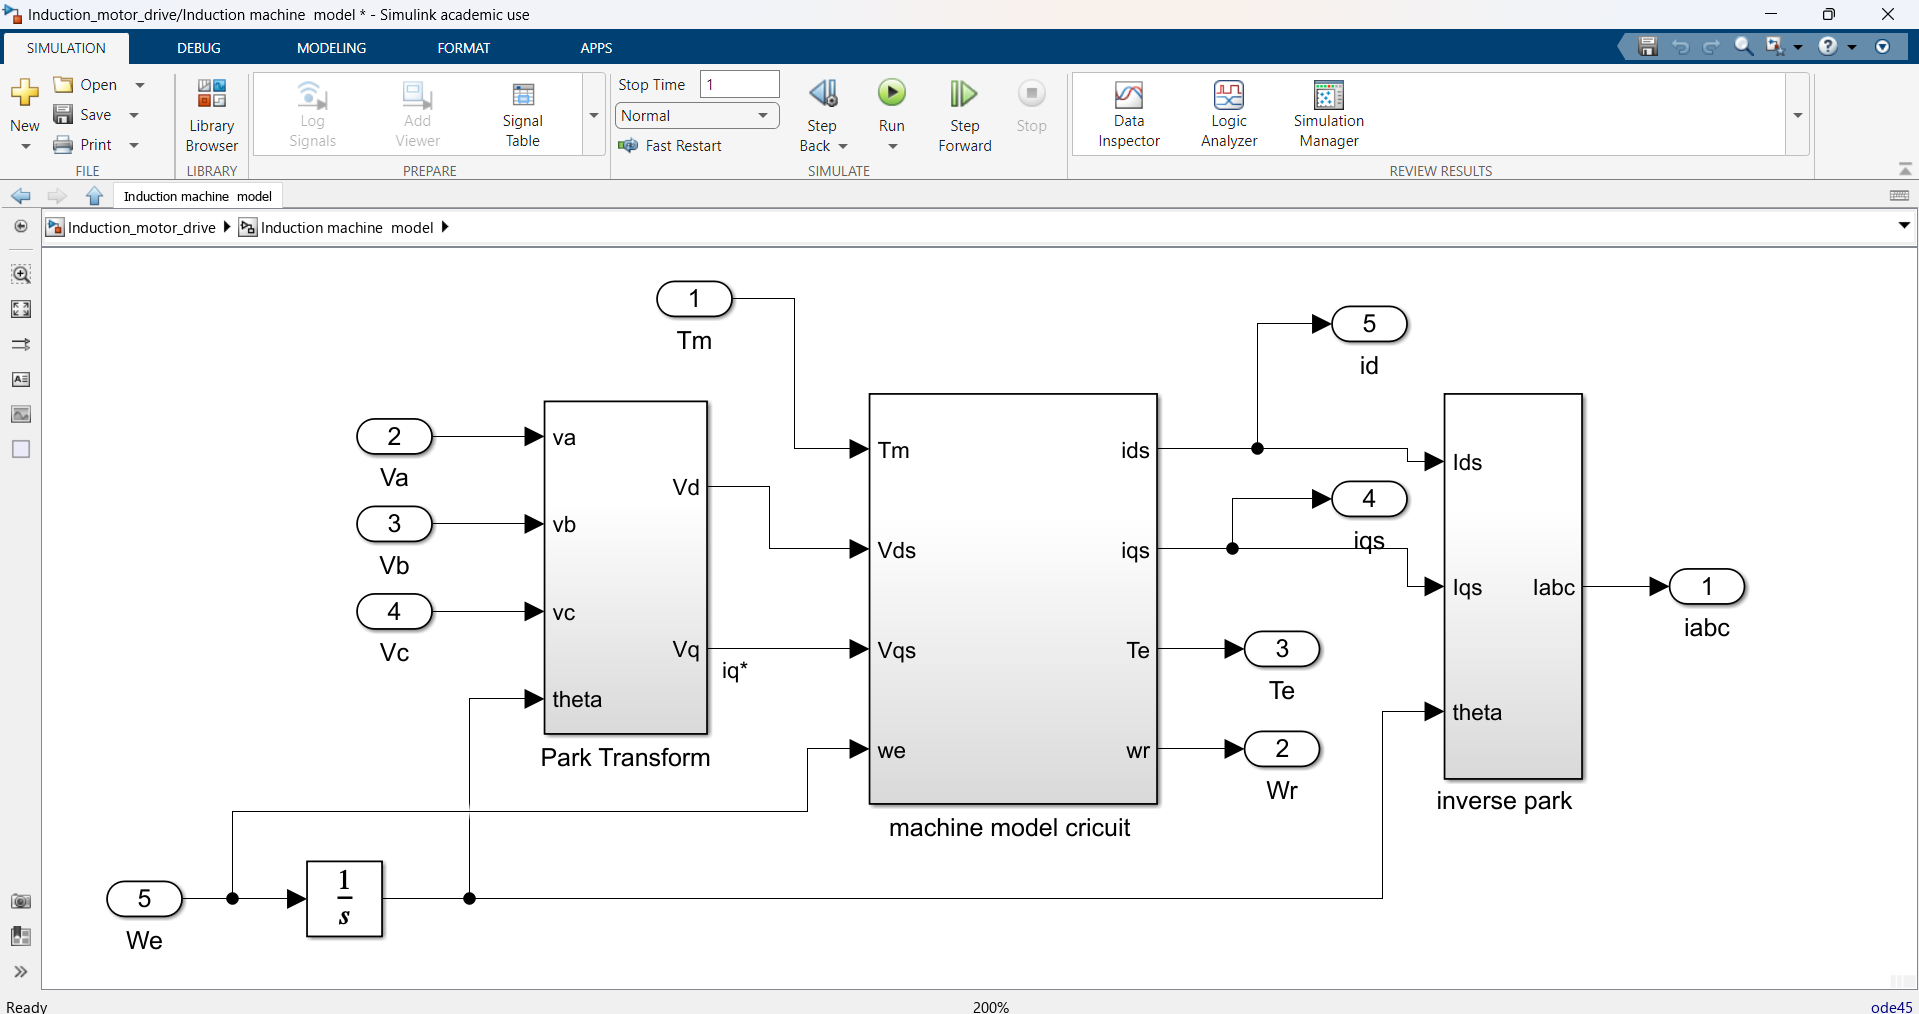 Induction_motor_drive/Induction machine  model * - Simulink academic use
SIMULATION
DEBUG
MODELING
FORMAT
APPS
New
Open
Save
Print
FILE
Library
Browser
LIBRARY
Log
Signals
Add
Viewer
Signal
Table
PREPARE
Stop Time
1
Normal
Fast Restart
Step
Back
Run
Step
Forward
Stop
SIMULATE
Data
Inspector
Logic
Analyzer
Simulation
Manager
REVIEW RESULTS
Induction machine  model
Induction_motor_drive
Induction machine  model
1
Tm
5
id
2
Va
3
Vb
4
Vc
va
vb
vc
theta
Vd
Vq
Park Transform
iq*
Tm
Vds
Vqs
we
ids
iqs
Te
wr
machine model cricuit
4
iqs
3
Te
2
Wr
Ids
Iqs
theta
Iabc
inverse park
1
iabc
5
We
1
s
Ready
200%
ode45